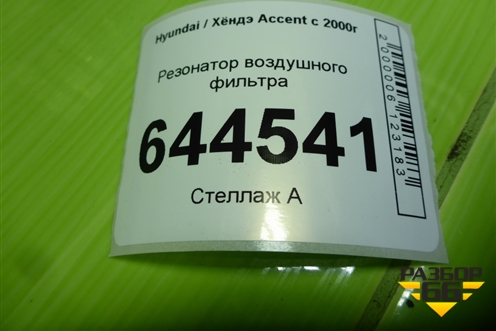 Hyundai / Хёндэ Accent с 2000г
Резонатор воздушного
фильтра
644541
Стеллаж А
2000006123183
РАЗБОР
66